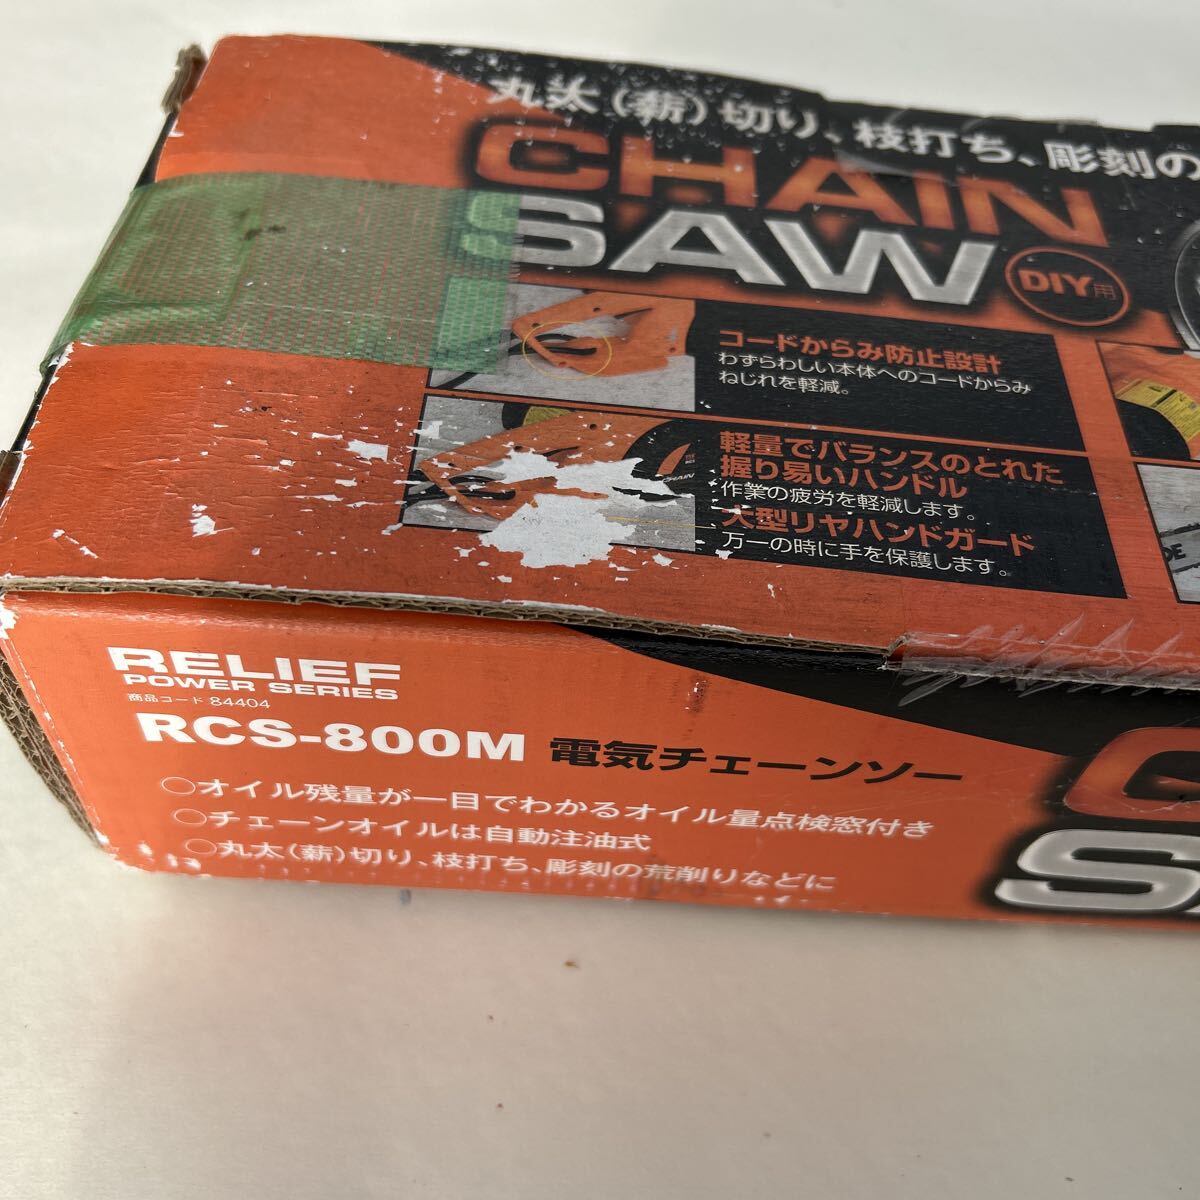 丸太(薪)切り、枝打ち、彫刻の
CHAIN
SAW
DIY用
コードからみ防止設計
わずらわしい本体へのコードからみ
ねじれを軽減。
軽量でバランスのとれた
握り易いハンドル
作業の疲労を軽減します。
大型リヤハンドガード
万一の時に手を保護します。
CHAIN
RELIEF
POWER SERIES
商品コード 84404
RCS-800M 電気チェーンソー
○オイル残量が一目でわかるオイル量点検窓付き
○チェーンオイルは自動注油式
○丸太(薪)切り、枝打ち、彫刻の荒削りなどに
C
S